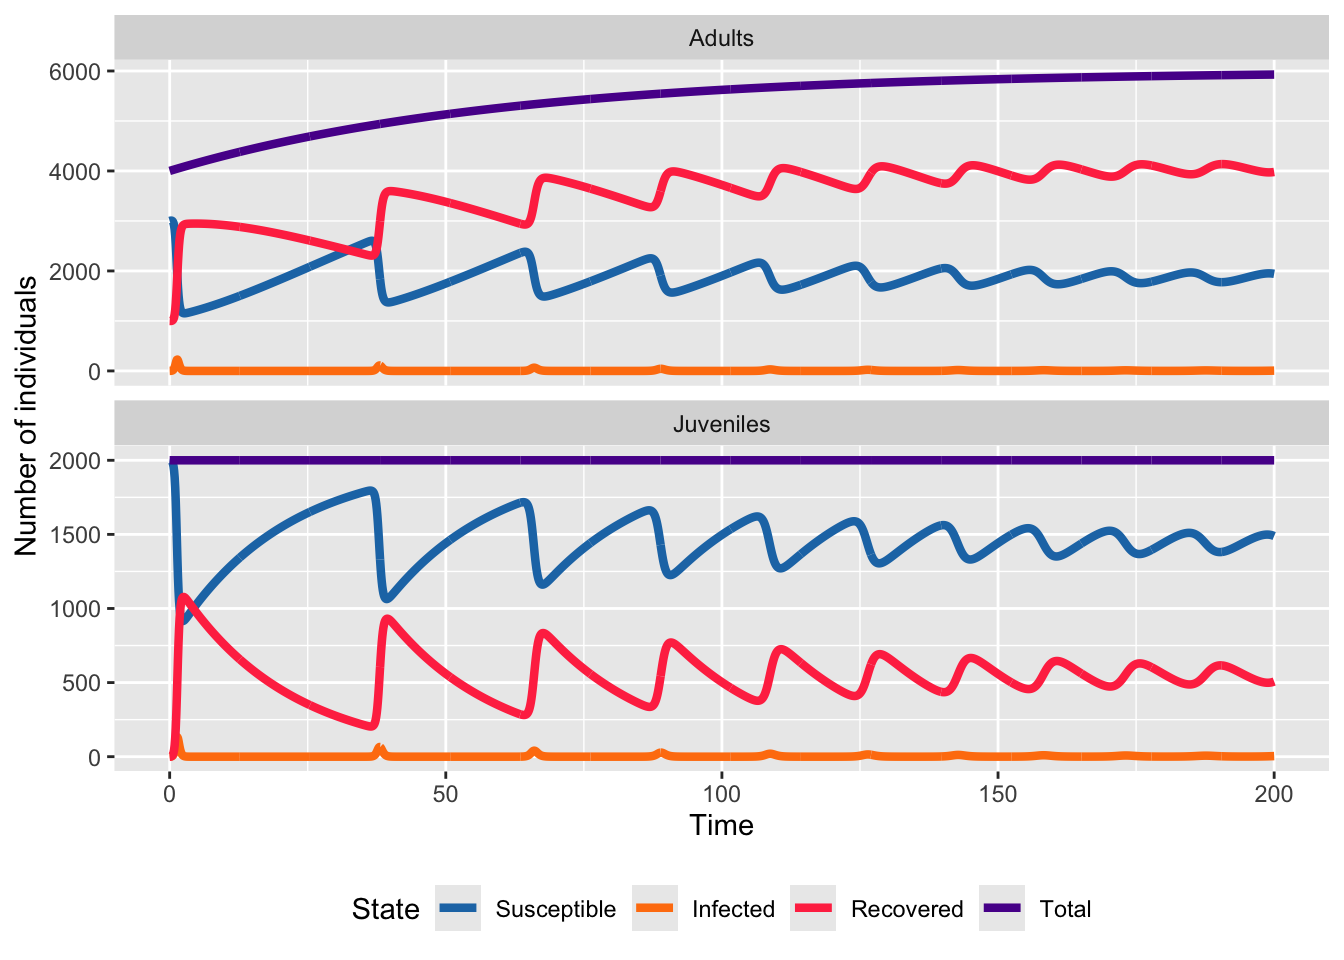 Adults
6000
4000
2000
0
Number of individuals
Juveniles
2000
1500
1000
500
0
0 50 100 150 200
Time
State Susceptible Infected Recovered Total